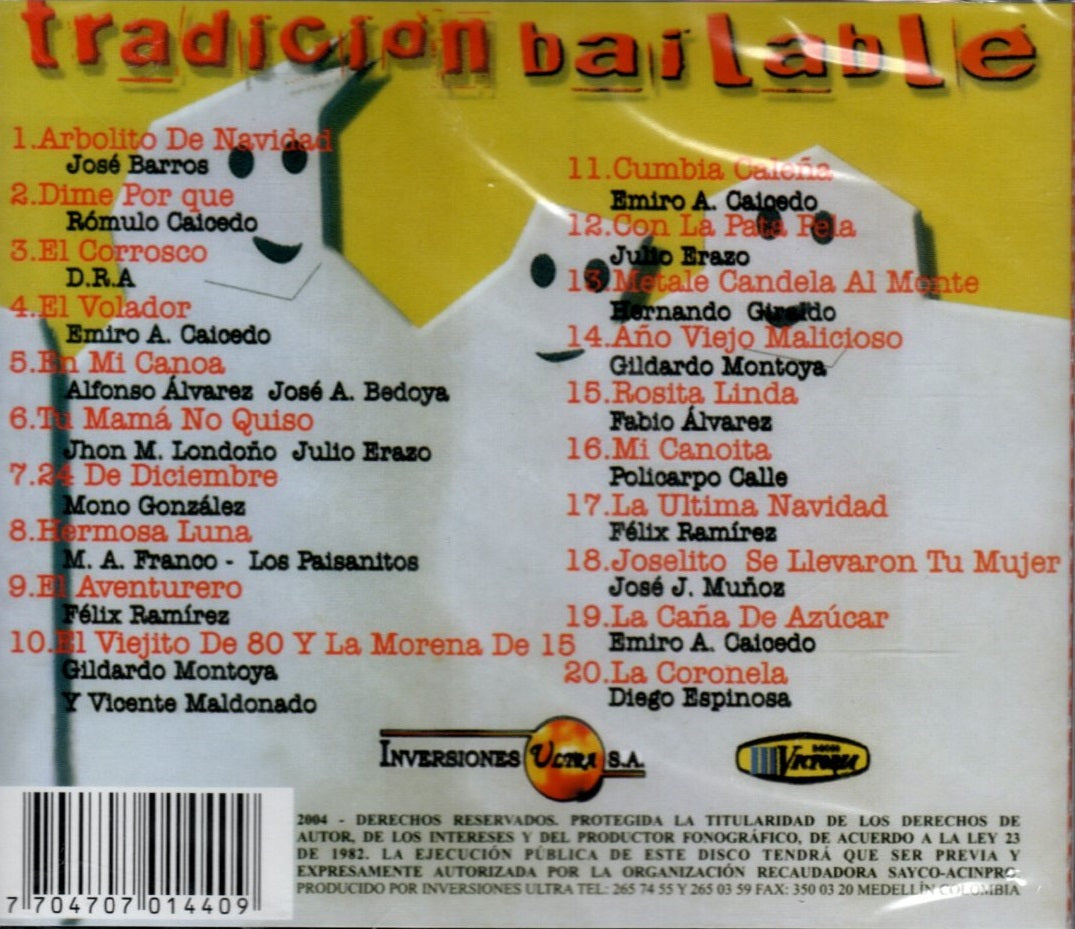 tradicion bailable
1.Arbolito De Navidad
José Barros
2.Dime Por que
Rómulo Caicedo
3.El Corrosco
D.R.A
4.El Volador
Emiro A. Caicedo
5.En Mi Canoa
Alfonso Álvarez José A. Bedoya
6.Tu Mamá No Quiso
Jhon M. Londoño Julio Erazo
7.24 De Diciembre
Mono González
8.Hermosa Luna
M. A. Franco - Los Paisanitos
9.El Aventurero
Félix Ramírez
10.El Viejito De 80 Y La Morena De 15
Gildardo Montoya
Y Vicente Maldonado
11.Cumbia Caleña
Emiro A. Caicedo
12.Con La Pata Pela
Julio Erazo
13.Metale Candela Al Monte
Hernando Giraldo
14.Año Viejo Malicioso
Gildardo Montoya
15.Rosita Linda
Fabio Álvarez
16.Mi Canoita
Policarpo Calle
17.La Ultima Navidad
Félix Ramírez
18.Joselito Se Llevaron Tu Mujer
José J. Muñoz
19.La Caña De Azúcar
Emiro A. Caicedo
20.La Coronela
Diego Espinosa
INVERSIONES ULTRA S.A.
DISCOS
VICTORIA
2004 - DERECHOS RESERVADOS. PROTEGIDA LA TITULARIDAD DE LOS DERECHOS DE
AUTOR, DE LOS INTERESES Y DEL PRODUCTOR FONOGRÁFICO, DE ACUERDO A LA LEY 23
DE 1982. LA EJECUCIÓN PÚBLICA DE ESTE DISCO TENDRÁ QUE SER PREVIA Y
EXPRESAMENTE AUTORIZADA POR LA ORGANIZACIÓN RECAUDADORA SAYCO-ACINPRO.
PRODUCIDO POR INVERSIONES ULTRA TEL: 265 74 55 Y 265 03 59 FAX: 350 03 20 MEDELLÍN COLOMBIA
7 704707 014409